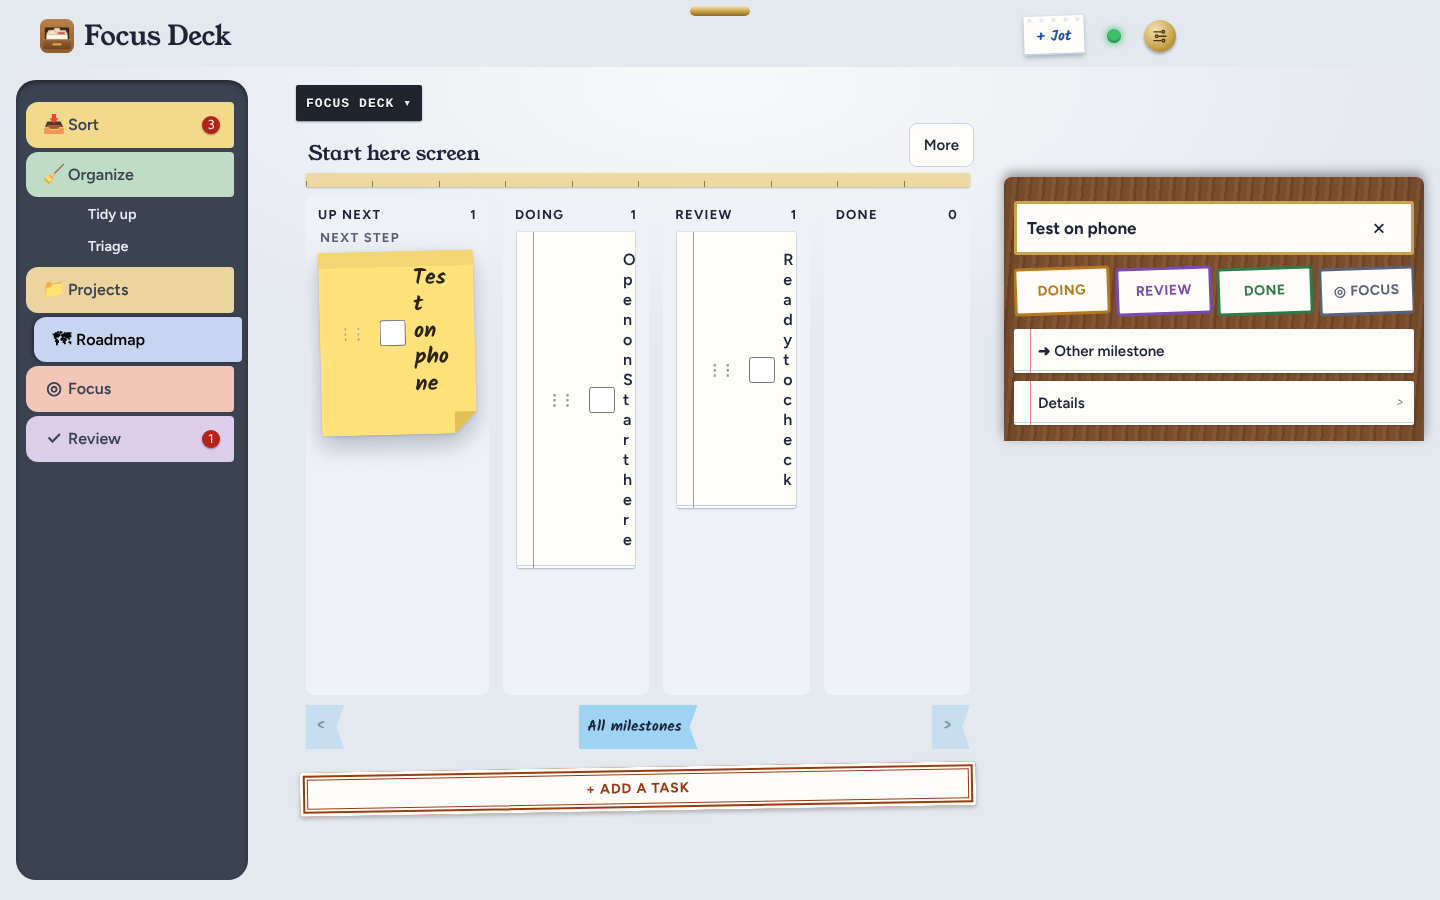 Focus Deck
+ Jot
Sort 3
Organize
Tidy up
Triage
Projects
Roadmap
Focus
Review 1
FOCUS DECK ▾
Start here screen
More
UP NEXT 1
NEXT STEP
Tes
t
on
pho
ne
DOING 1
O
p
e
n
o
n
S
t
a
r
t
h
e
r
e
REVIEW 1
R
e
a
d
y
t
o
c
h
e
c
k
DONE 0
<
All milestones
>
+ ADD A TASK
Test on phone ✕
DOING
REVIEW
DONE
◎ FOCUS
➜ Other milestone
Details >